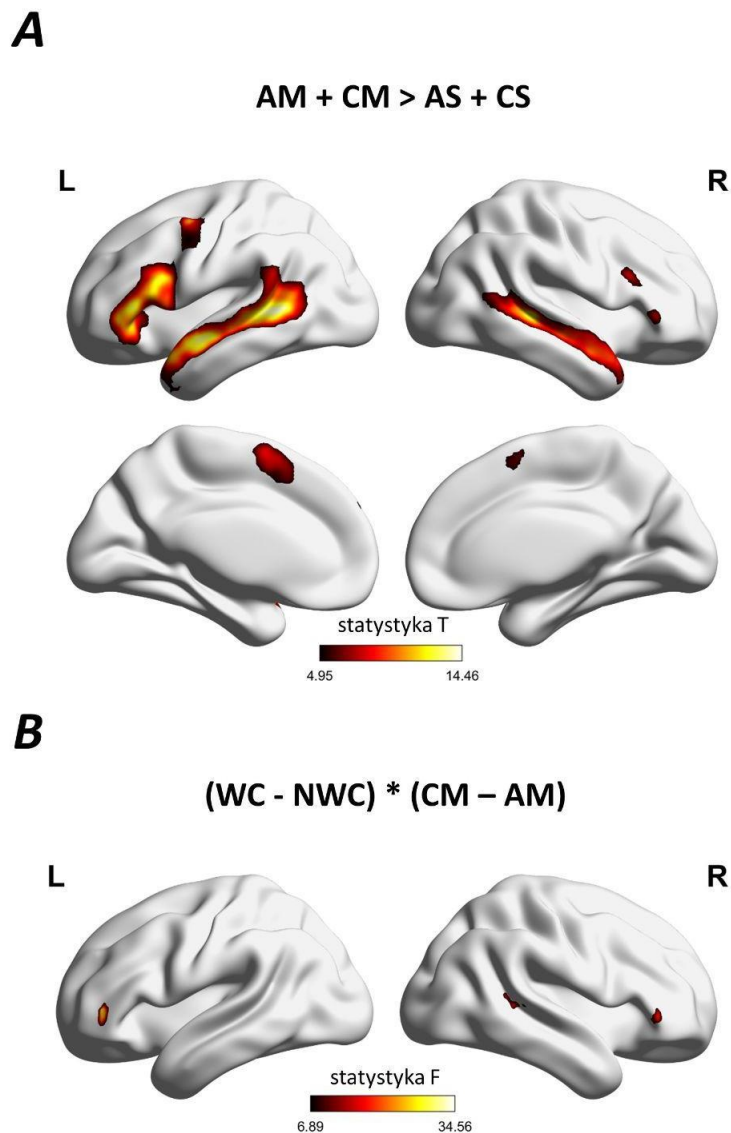 A
AM + CM > AS + CS
L R
statystyka T
4.95 14.46
B
(WC - NWC) * (CM – AM)
L R
statystyka F
6.89 34.56